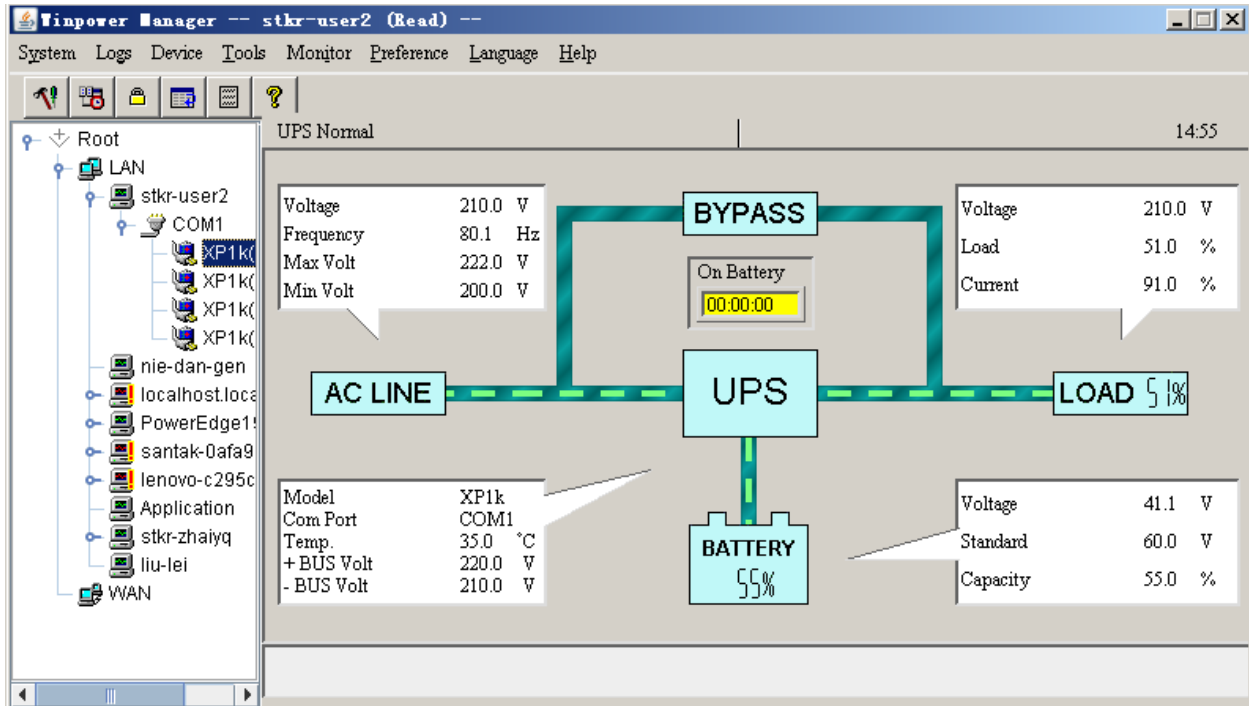 Winpower Manager -- stkr-user2 (Read) --
System Logs Device Tools Monitor Preference Language Help
UPS Normal 14:55
Root
LAN
stkr-user2
COM1
XP1k(
XP1k(
XP1k(
XP1k(
nie-dan-gen
localhost.loca
PowerEdge19
santak-0afa9
lenovo-c295c
Application
stkr-zhaiyq
liu-lei
WAN
Voltage 210.0 V
Frequency 80.1 Hz
Max Volt 222.0 V
Min Volt 200.0 V
BYPASS
On Battery
00:00:00
Voltage 210.0 V
Load 51.0 %
Current 91.0 %
AC LINE
UPS
LOAD 51%
Model XP1k
Com Port COM1
Temp. 35.0 °C
+ BUS Volt 220.0 V
- BUS Volt 210.0 V
BATTERY
55%
Voltage 41.1 V
Standard 60.0 V
Capacity 55.0 %